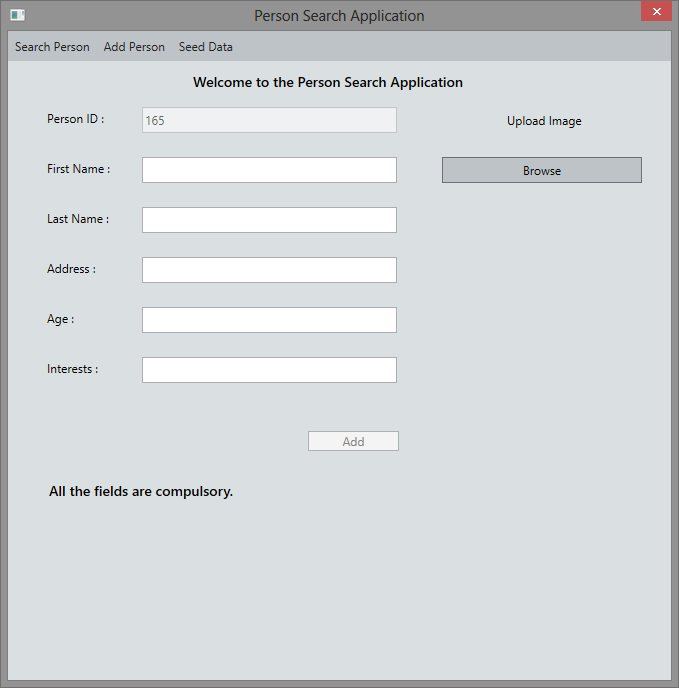 Person Search Application
Search Person Add Person Seed Data
Welcome to the Person Search Application
Person ID : 165 Upload Image
First Name : Browse
Last Name :
Address :
Age :
Interests :
Add
All the fields are compulsory.